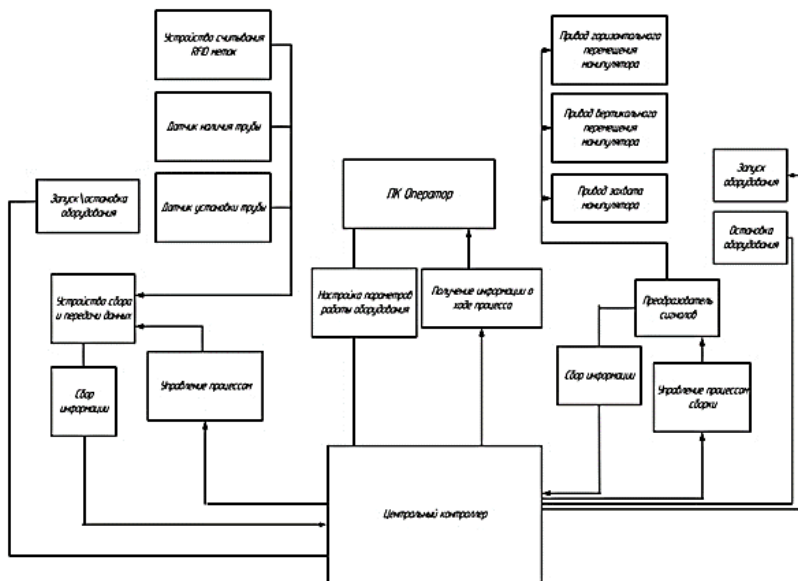 Устройство считывания
RFID меток
Датчик наличия трубы
Датчик установки трубы
Запуск\остановка
оборудования
Устройство сбора
и передачи данных
Сбор
информации
Управление процессом
ПК Оператор
Настройка параметров
работы оборудования
Получение информации о
ходе процесса
Центральный контроллер
Привод горизонтального
перемещения
манипулятора
Привод вертикального
перемещения
манипулятора
Привод захвата
манипулятора
Запуск
оборудования
Остановка
оборудования
Преобразователь
сигналов
Сбор информации
Управление процессом
сборки